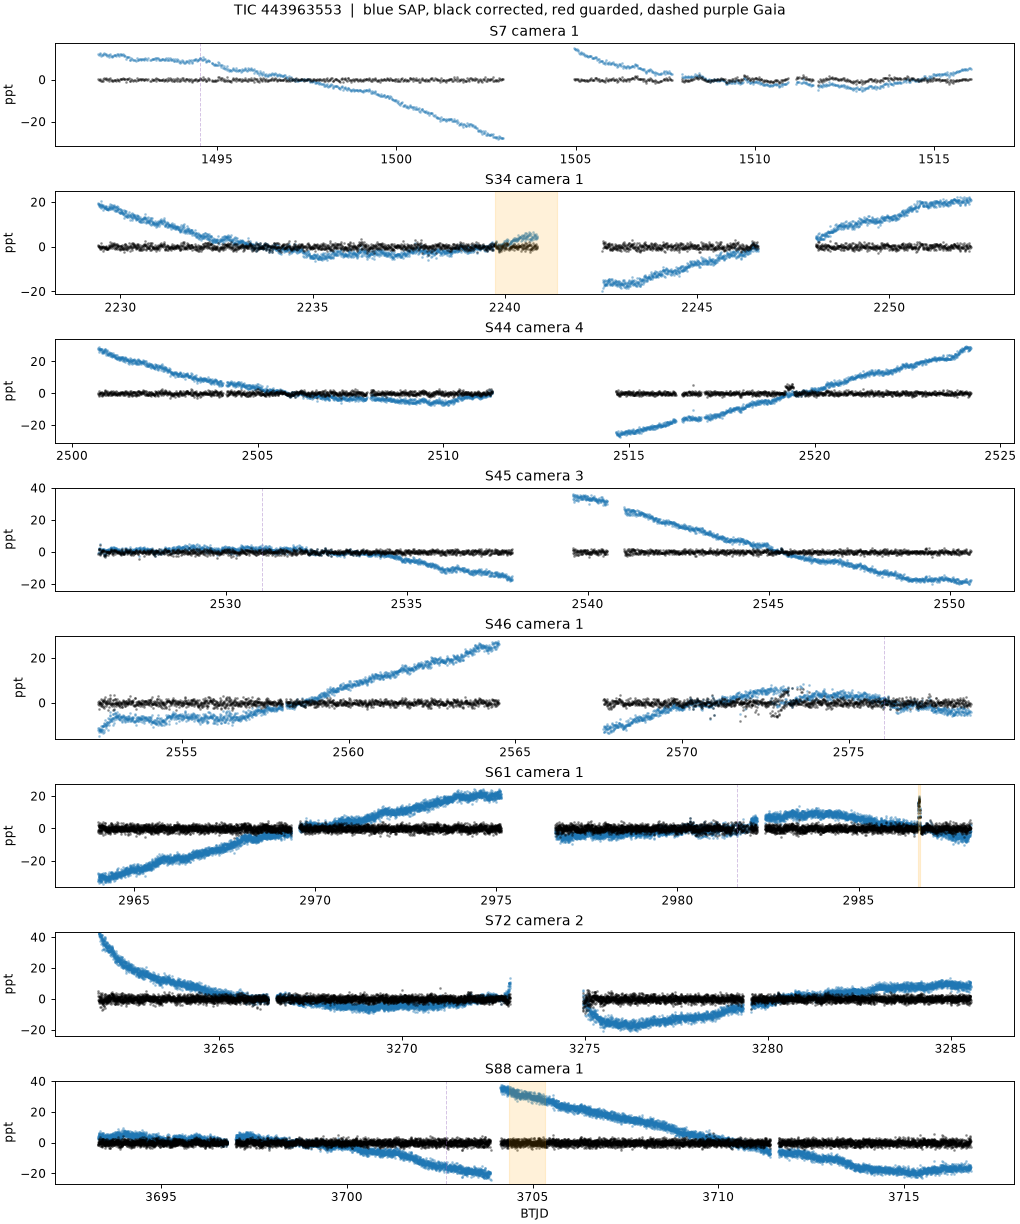 TIC 443963553 | blue SAP, black corrected, red guarded, dashed purple Gaia
S7 camera 1
ppt
0
−20
1495 1500 1505 1510 1515
S34 camera 1
ppt
20
0
−20
2230 2235 2240 2245 2250
S44 camera 4
ppt
20
0
−20
2500 2505 2510 2515 2520 2525
S45 camera 3
ppt
40
20
0
−20
2530 2535 2540 2545 2550
S46 camera 1
ppt
20
0
2555 2560 2565 2570 2575
S61 camera 1
ppt
20
0
−20
2965 2970 2975 2980 2985
S72 camera 2
ppt
40
20
0
−20
3265 3270 3275 3280 3285
S88 camera 1
ppt
40
20
0
−20
3695 3700 3705 3710 3715
BTJD